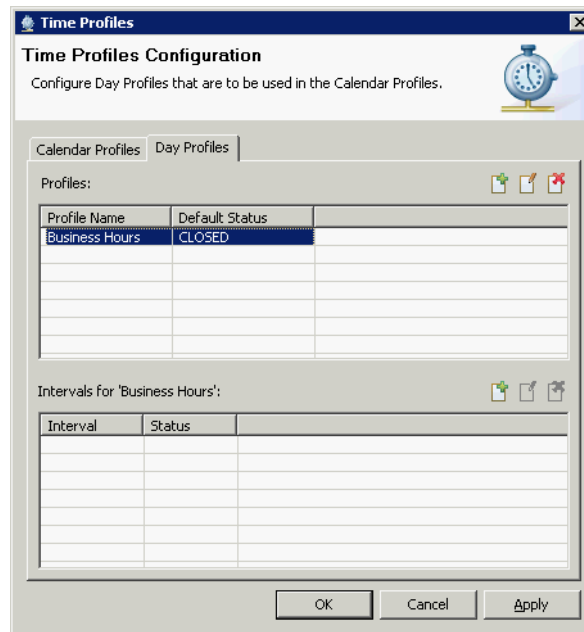 Time Profiles
Time Profiles Configuration
Configure Day Profiles that are to be used in the Calendar Profiles.
Calendar Profiles Day Profiles
Profiles:
Profile Name Default Status
Business Hours CLOSED
Intervals for 'Business Hours':
Interval Status
OK Cancel Apply